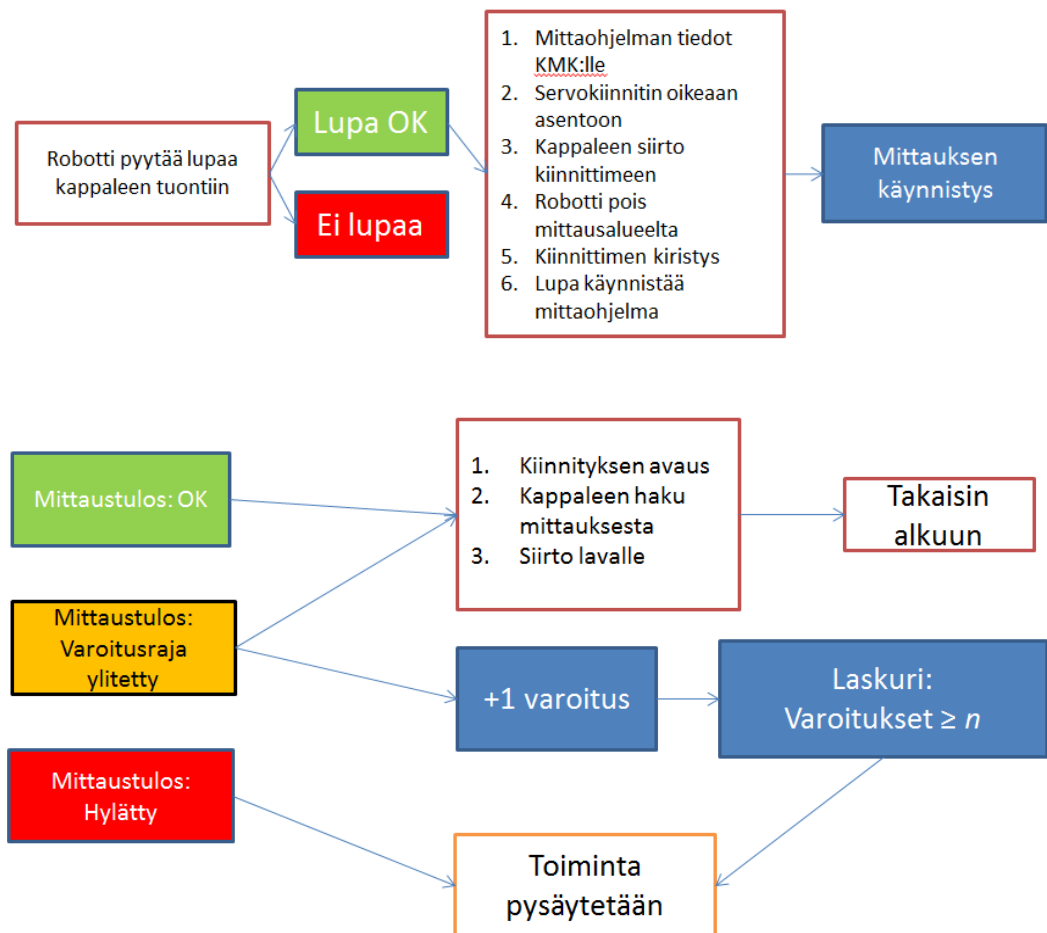 Robotti pyytää lupaa
kappaleen tuontiin
Lupa OK
Ei lupaa
1. Mittaohjelman tiedot
KMK:lle
2. Servokiinnitin oikeaan
asentoon
3. Kappaleen siirto
kiinnittimeen
4. Robotti pois
mittausalueelta
5. Kiinnittimen kiristys
6. Lupa käynnistää
mittaohjelma
Mittauksen
käynnistys
Mittaustulos: OK
Mittaustulos:
Varoitusraja
ylitetty
Mittaustulos:
Hylätty
1. Kiinnityksen avaus
2. Kappaleen haku
mittauksesta
3. Siirto lavalle
Takaisin
alkuun
+1 varoitus
Laskuri:
Varoitukset ≥ n
Toiminta
pysäytetään